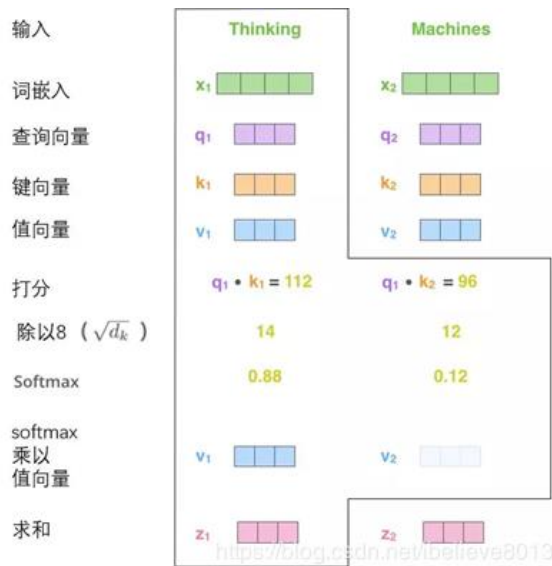 输入 Thinking Machines
词嵌入 x₁ x₂
查询向量 q₁ q₂
键向量 k₁ k₂
值向量 v₁ v₂
打分 q₁ • k₁ = 112 q₁ • k₂ = 96
除以8 ( √dₖ ) 14 12
Softmax 0.88 0.12
softmax
乘以 v₁ v₂
值向量
求和 z₁ z₂
https://blog.csdn.net/ibelieve8013